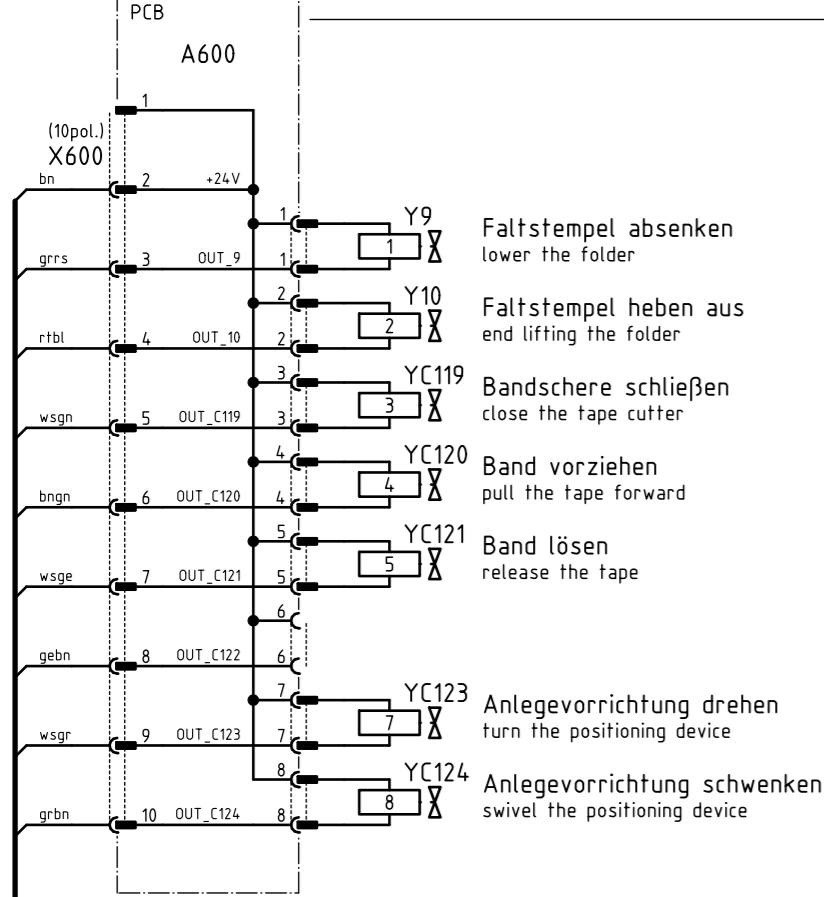 PCB
A600
1
(10pol.)
X600
bn 2 +24V
1 Y9 Faltstempel absenken
1 lower the folder
grrs 3 OUT_9 1
2 Y10 Faltstempel heben aus
2 end lifting the folder
rtbl 4 OUT_10 2
3 YC119 Bandschere schließen
3 close the tape cutter
wsgn 5 OUT_C119 3
4 YC120 Band vorziehen
4 pull the tape forward
bngn 6 OUT_C120 4
5 YC121 Band lösen
5 release the tape
wsge 7 OUT_C121 5
6
gebn 8 OUT_C122 6
7 YC123 Anlegevorrichtung drehen
7 turn the positioning device
wsgr 9 OUT_C123 7
8 YC124 Anlegevorrichtung schwenken
8 swivel the positioning device
grbn 10 OUT_C124 8